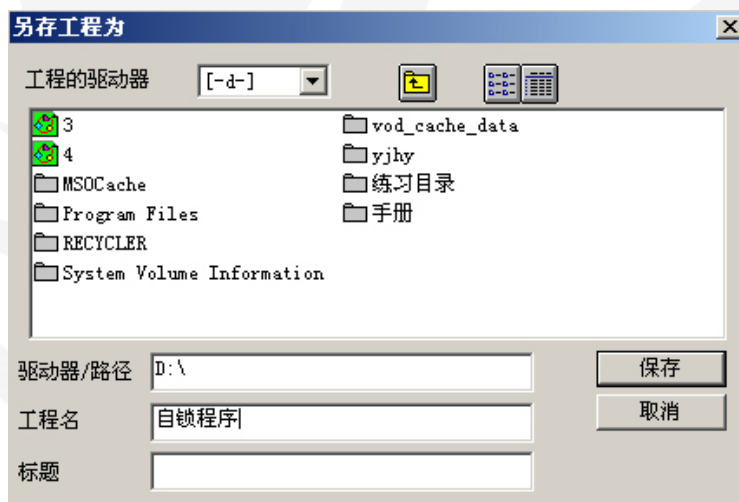 另存工程为
工程的驱动器 [-d-]
3 vod_cache_data
4 yjhy
MSOCache 练习目录
Program Files 手册
RECYCLER
System Volume Information
驱动器/路径 D:\ 保存
工程名 自锁程序 取消
标题